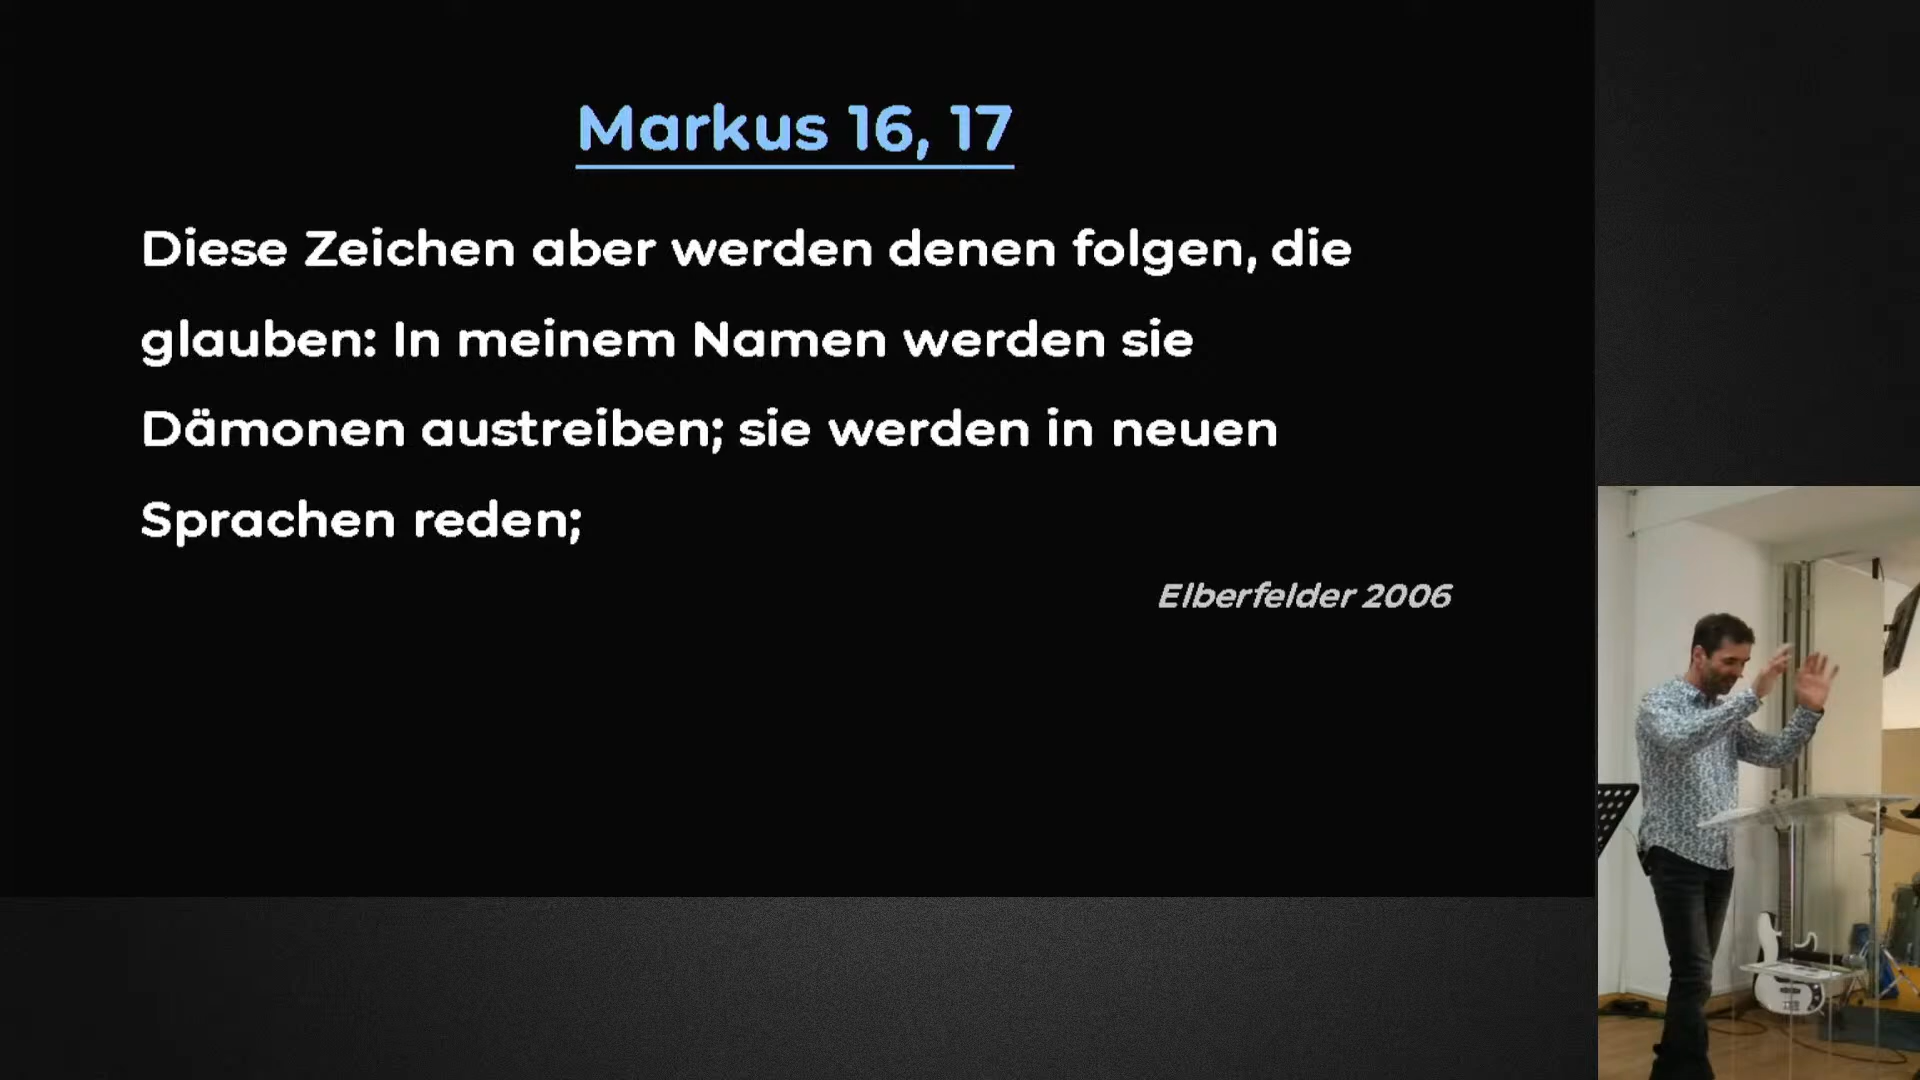 Markus 16, 17
Diese Zeichen aber werden denen folgen, die
glauben: In meinem Namen werden sie
Dämonen austreiben; sie werden in neuen
Sprachen reden;
Elberfelder 2006